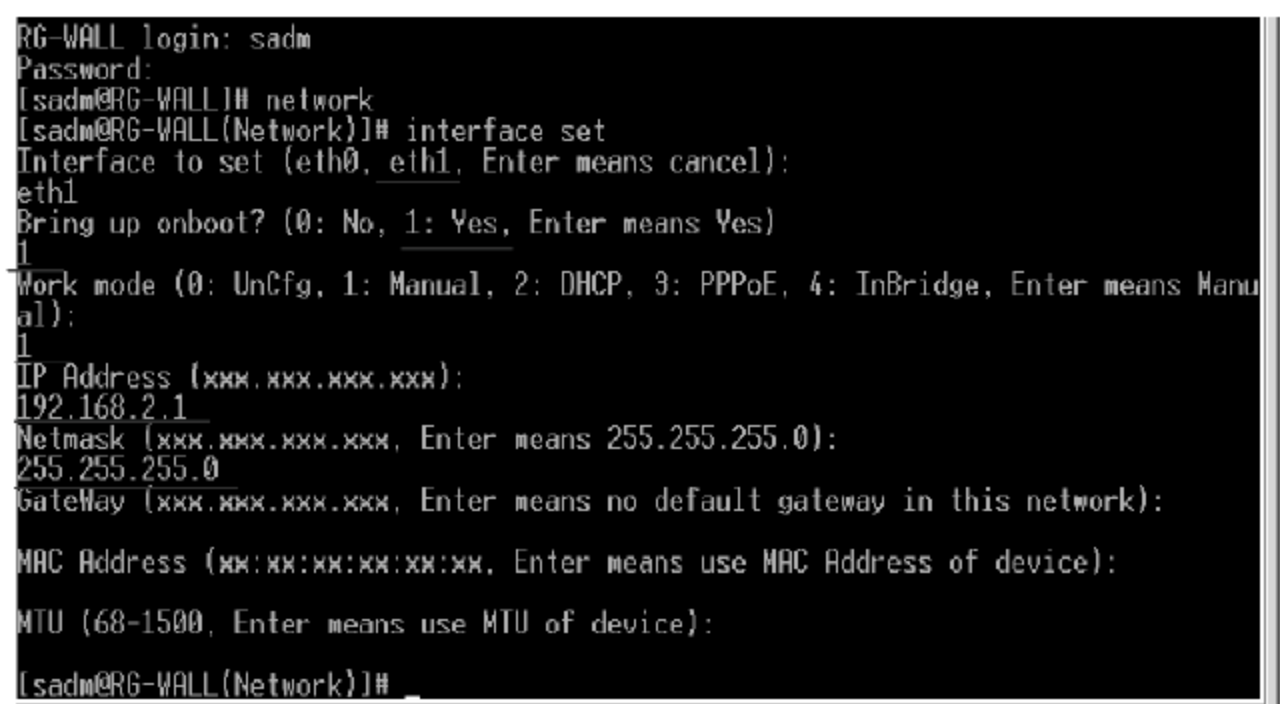 RG-WALL login: sadm
Password:
[sadm@RG-WALL]# network
[sadm@RG-WALL(Network)]# interface set
Interface to set (eth0, eth1, Enter means cancel):
eth1
Bring up onboot? (0: No, 1: Yes, Enter means Yes)
1
Work mode (0: UnCfg, 1: Manual, 2: DHCP, 3: PPPoE, 4: InBridge, Enter means Manu
al):
1
IP Address (xxx.xxx.xxx.xxx):
192.168.2.1
Netmask (xxx.xxx.xxx.xxx, Enter means 255.255.255.0):
255.255.255.0
GateWay (xxx.xxx.xxx.xxx, Enter means no default gateway in this network):
MAC Address (xx:xx:xx:xx:xx:xx, Enter means use MAC Address of device):
MTU (68-1500, Enter means use MTU of device):
[sadm@RG-WALL(Network)]# _